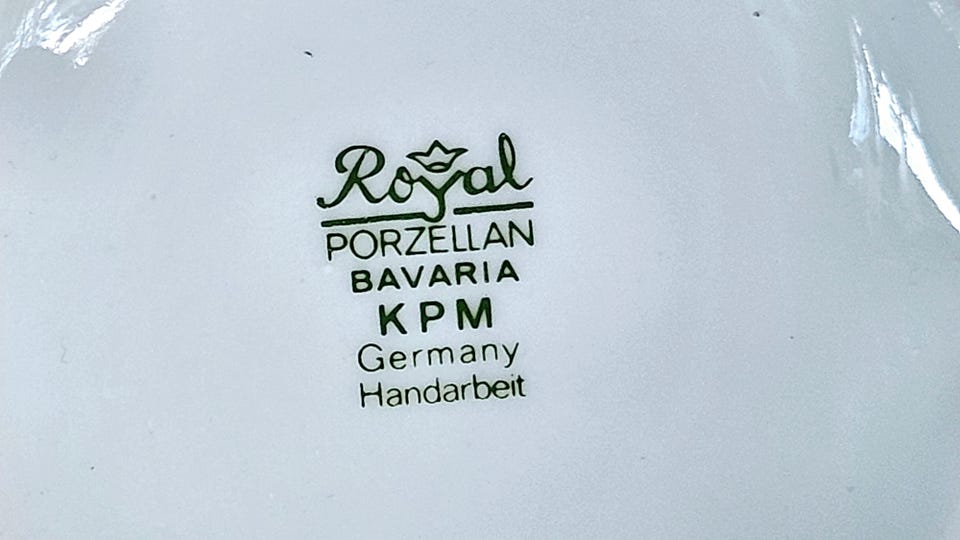 Royal
PORZELLAN
BAVARIA
KPM
Germany
Handarbeit